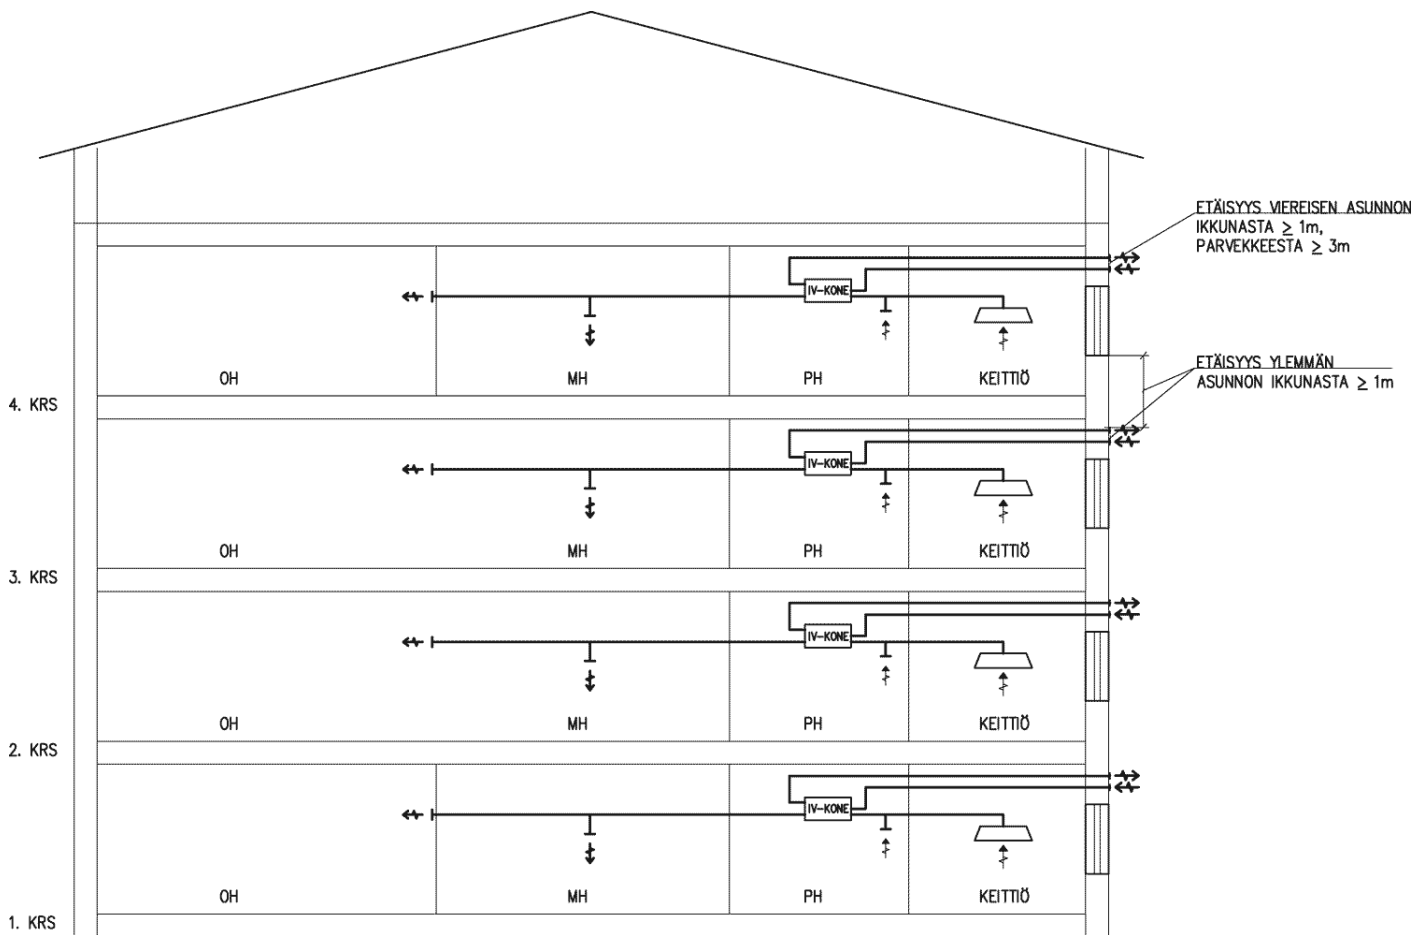 ETÄISYYS VIEREISEN ASUNNON
IKKUNASTA ≥ 1m,
PARVEKKEESTA ≥ 3m
IV-KONE
OH
MH
PH
KEITTIÖ
ETÄISYYS YLEMMÄN
ASUNNON IKKUNASTA ≥ 1m
4. KRS
IV-KONE
OH
MH
PH
KEITTIÖ
3. KRS
IV-KONE
OH
MH
PH
KEITTIÖ
2. KRS
IV-KONE
OH
MH
PH
KEITTIÖ
1. KRS